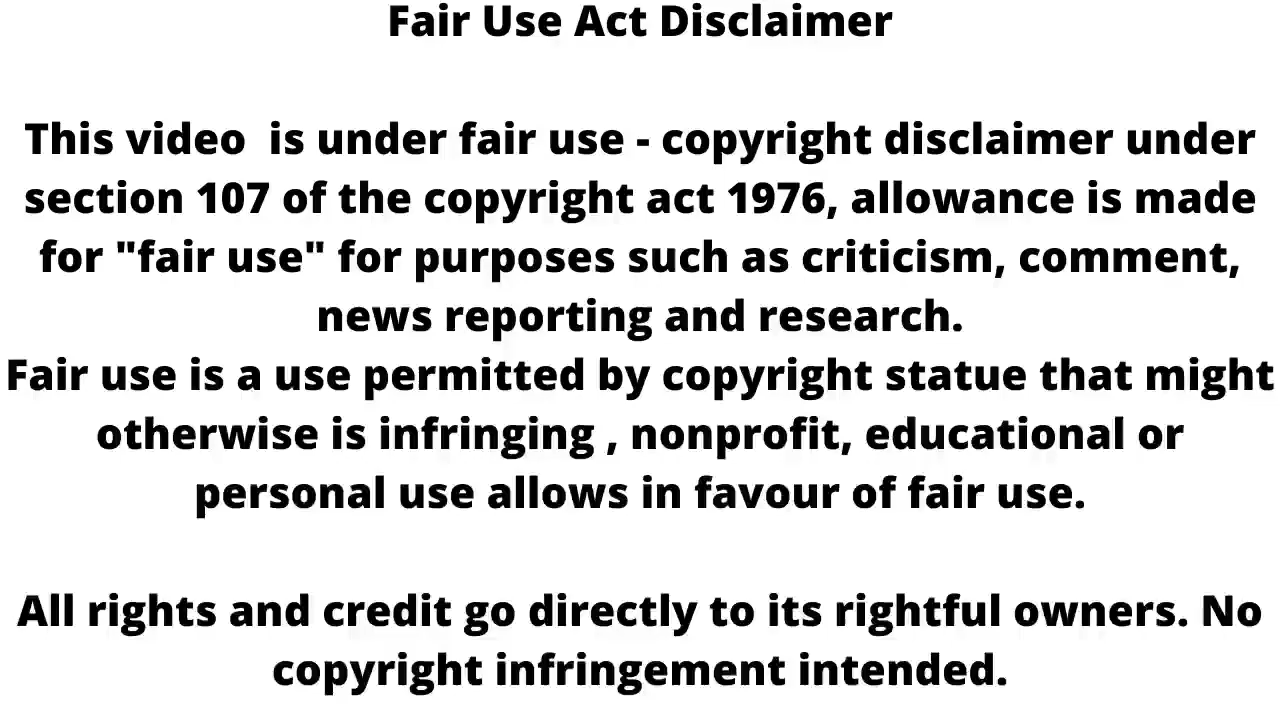 Fair Use Act Disclaimer
This video  is under fair use - copyright disclaimer under
section 107 of the copyright act 1976, allowance is made
for "fair use" for purposes such as criticism, comment,
news reporting and research.
Fair use is a use permitted by copyright statue that might
otherwise is infringing , nonprofit, educational or
personal use allows in favour of fair use.
All rights and credit go directly to its rightful owners. No
copyright infringement intended.